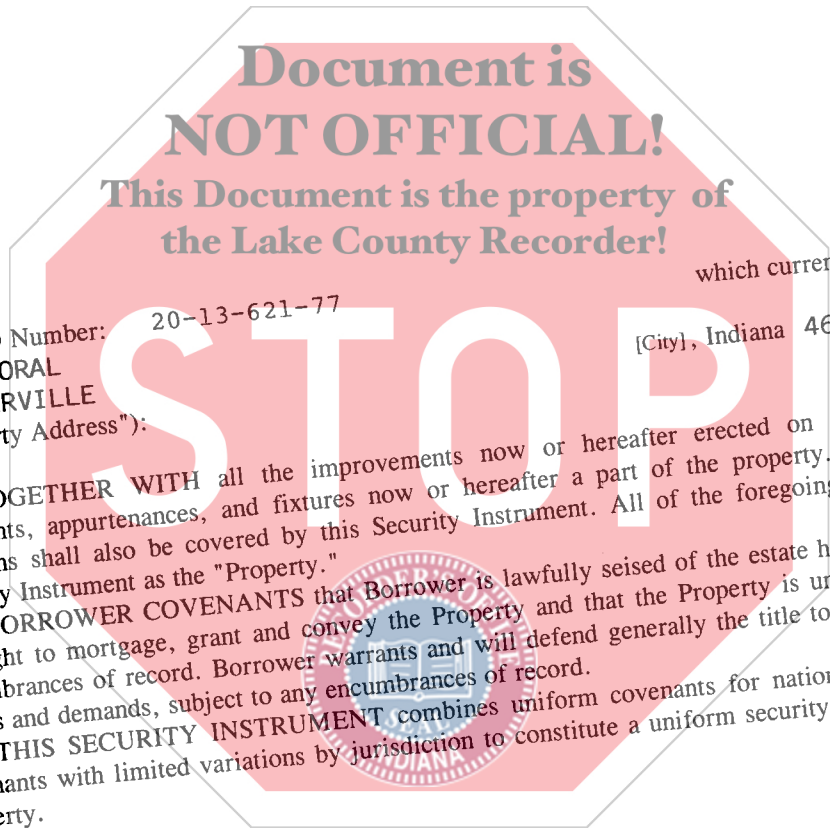 Document is
NOT OFFICIAL!
This Document is the property of
the Lake County Recorder!
which curren
Number: 20-13-621-77
[City], Indiana 46
ORAL
RVILLE
ty Address"):
OGETHER WITH all the improvements now or hereafter erected on
nts, appurtenances, and fixtures now or hereafter a part of the property.
ns shall also be covered by this Security Instrument. All of the foregoing
y Instrument as the "Property."
ORROWER COVENANTS that Borrower is lawfully seised of the estate h
ht to mortgage, grant and convey the Property and that the Property is un
brances of record. Borrower warrants and will defend generally the title to
s and demands, subject to any encumbrances of record.
THIS SECURITY INSTRUMENT combines uniform covenants for nation
nants with limited variations by jurisdiction to constitute a uniform security
erty.
STOP
SEAL
INDIANA